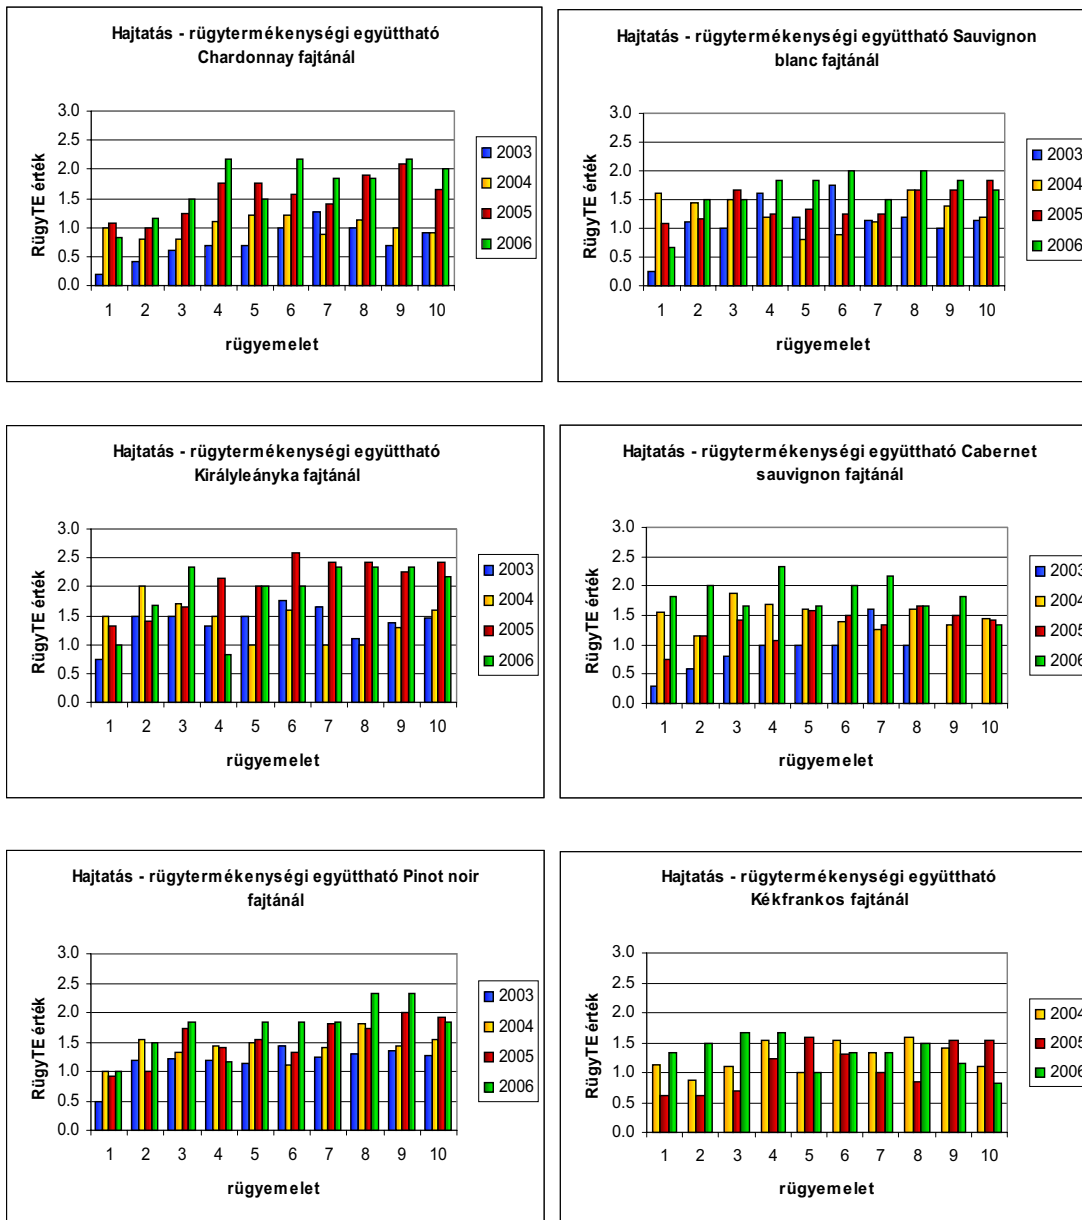 Hajtatás - rügytermékenységi együttható
Chardonnay fajtánál
RügyTE érték
3.0
2.5
2.0
1.5
1.0
0.5
0.0
1 2 3 4 5 6 7 8 9 10
rügyemelet
2003
2004
2005
2006
Hajtatás - rügytermékenységi együttható Sauvignon
blanc fajtánál
RügyTE érték
3.0
2.5
2.0
1.5
1.0
0.5
0.0
1 2 3 4 5 6 7 8 9 10
rügyemelet
2003
2004
2005
2006
Hajtatás - rügytermékenységi együttható
Királyleányka fajtánál
RügyTE érték
3.0
2.5
2.0
1.5
1.0
0.5
0.0
1 2 3 4 5 6 7 8 9 10
rügyemelet
2003
2004
2005
2006
Hajtatás - rügytermékenységi együttható Cabernet
sauvignon fajtánál
RügyTE érték
3.0
2.5
2.0
1.5
1.0
0.5
0.0
1 2 3 4 5 6 7 8 9 10
rügyemelet
2003
2004
2005
2006
Hajtatás - rügytermékenységi együttható Pinot noir
fajtánál
RügyTE érték
3.0
2.5
2.0
1.5
1.0
0.5
0.0
1 2 3 4 5 6 7 8 9 10
rügyemelet
2003
2004
2005
2006
Hajtatás - rügytermékenységi együttható
Kékfrankos fajtánál
RügyTE érték
3.0
2.5
2.0
1.5
1.0
0.5
0.0
1 2 3 4 5 6 7 8 9 10
rügyemelet
2004
2005
2006